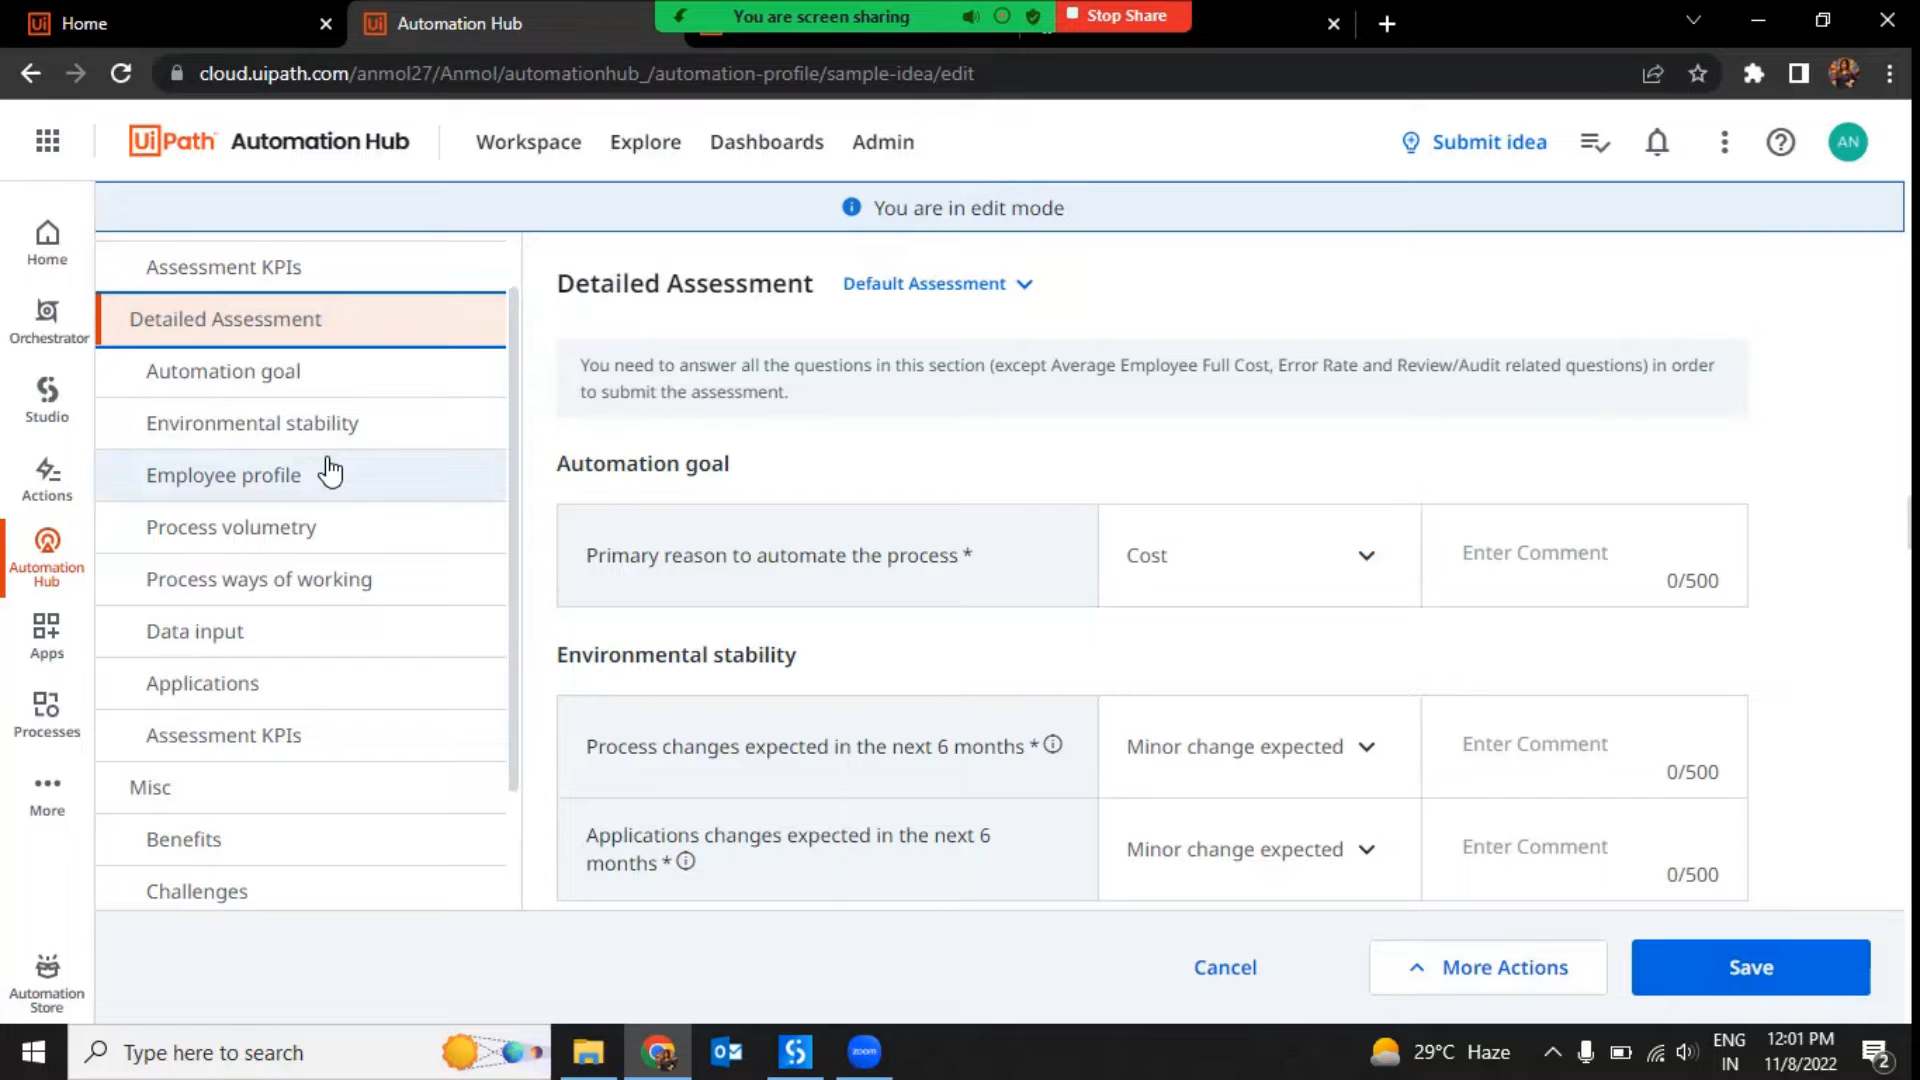 Ui Home
Ui Automation Hub
You are screen sharing
Stop Share
cloud.uipath.com/anmol27/Anmol/automationhub_/automation-profile/sample-idea/edit
UiPath Automation Hub
Workspace Explore Dashboards Admin
Submit idea
AN
You are in edit mode
Home
Orchestrator
Studio
Actions
Automation
Hub
Apps
Processes
More
Automation
Store
Assessment KPIs
Detailed Assessment
Automation goal
Environmental stability
Employee profile
Process volumetry
Process ways of working
Data input
Applications
Assessment KPIs
Misc
Benefits
Challenges
Detailed Assessment Default Assessment
You need to answer all the questions in this section (except Average Employee Full Cost, Error Rate and Review/Audit related questions) in order
to submit the assessment.
Automation goal
Primary reason to automate the process * Cost Enter Comment
0/500
Environmental stability
Process changes expected in the next 6 months * Minor change expected Enter Comment
0/500
Applications changes expected in the next 6
months * Minor change expected Enter Comment
0/500
Cancel More Actions Save
Type here to search
zoom
29°C Haze
ENG
IN
12:01 PM
11/8/2022
2